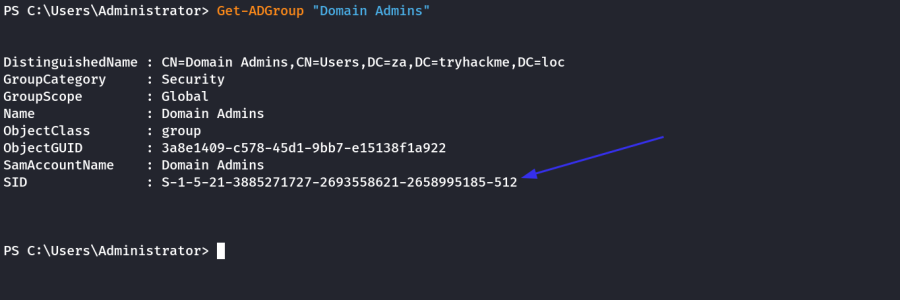 PS C:\Users\Administrator> Get-ADGroup "Domain Admins"
DistinguishedName : CN=Domain Admins,CN=Users,DC=za,DC=tryhackme,DC=loc
GroupCategory     : Security
GroupScope        : Global
Name              : Domain Admins
ObjectClass       : group
ObjectGUID        : 3a8e1409-c578-45d1-9bb7-e15138f1a922
SamAccountName    : Domain Admins
SID               : S-1-5-21-3885271727-2693558621-2658995185-512
PS C:\Users\Administrator>